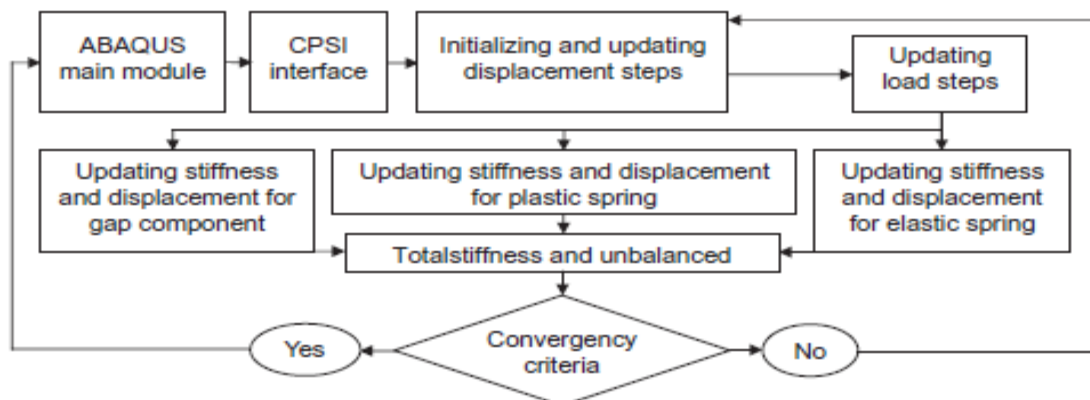 ABAQUS
main module
CPSI
interface
Initializing and updating
displacement steps
Updating
load steps
Updating stiffness
and displacement for
gap component
Updating stiffness and displacement
for plastic spring
Updating stiffness
and displacement
for elastic spring
Totalstiffness and unbalanced
Convergency
criteria
Yes
No